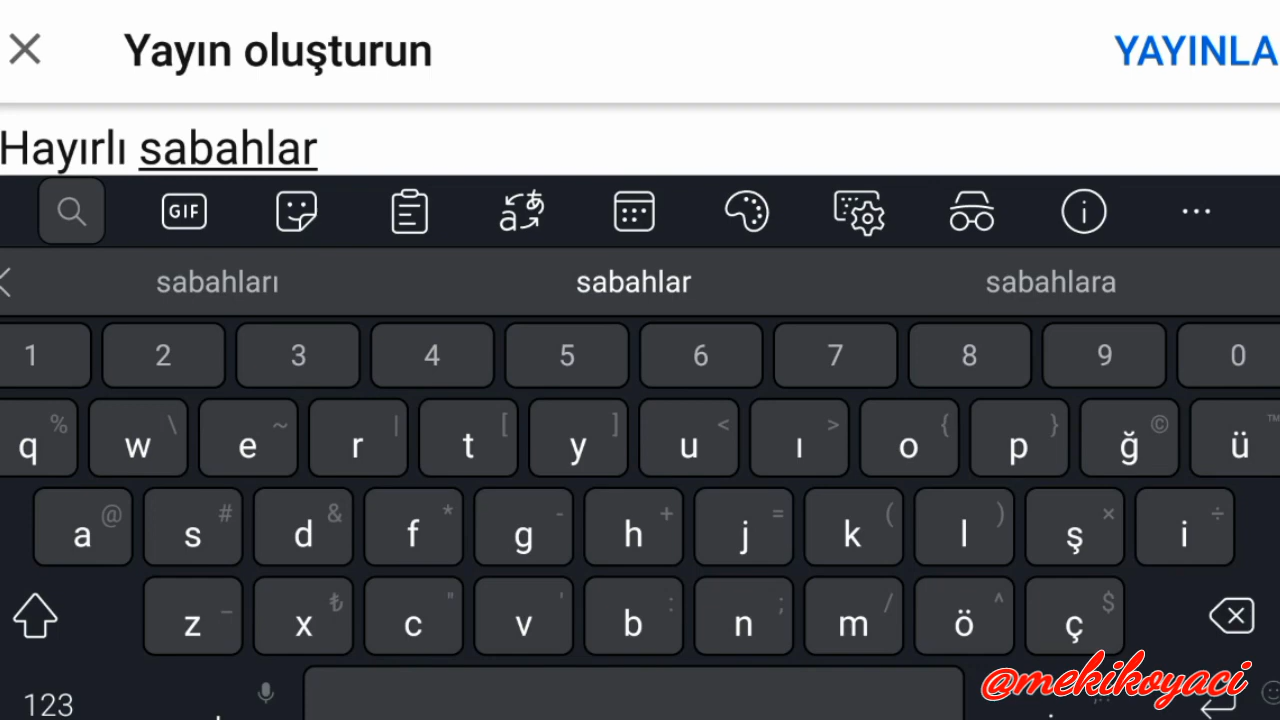 Yayın oluşturun YAYINLA
Hayırlı sabahlar
GIF
sabahları sabahlar sabahlara
1 2 3 4 5 6 7 8 9 0
% \ ~ | [ ] < > { } © ™
q w e r t y u ı o p ğ ü
@ # & * - + = ( ) × ÷
a s d f g h j k l ş i
_ ₺ " ' : ; / ^ $
z x c v b n m ö ç
@mekikoyaci
123